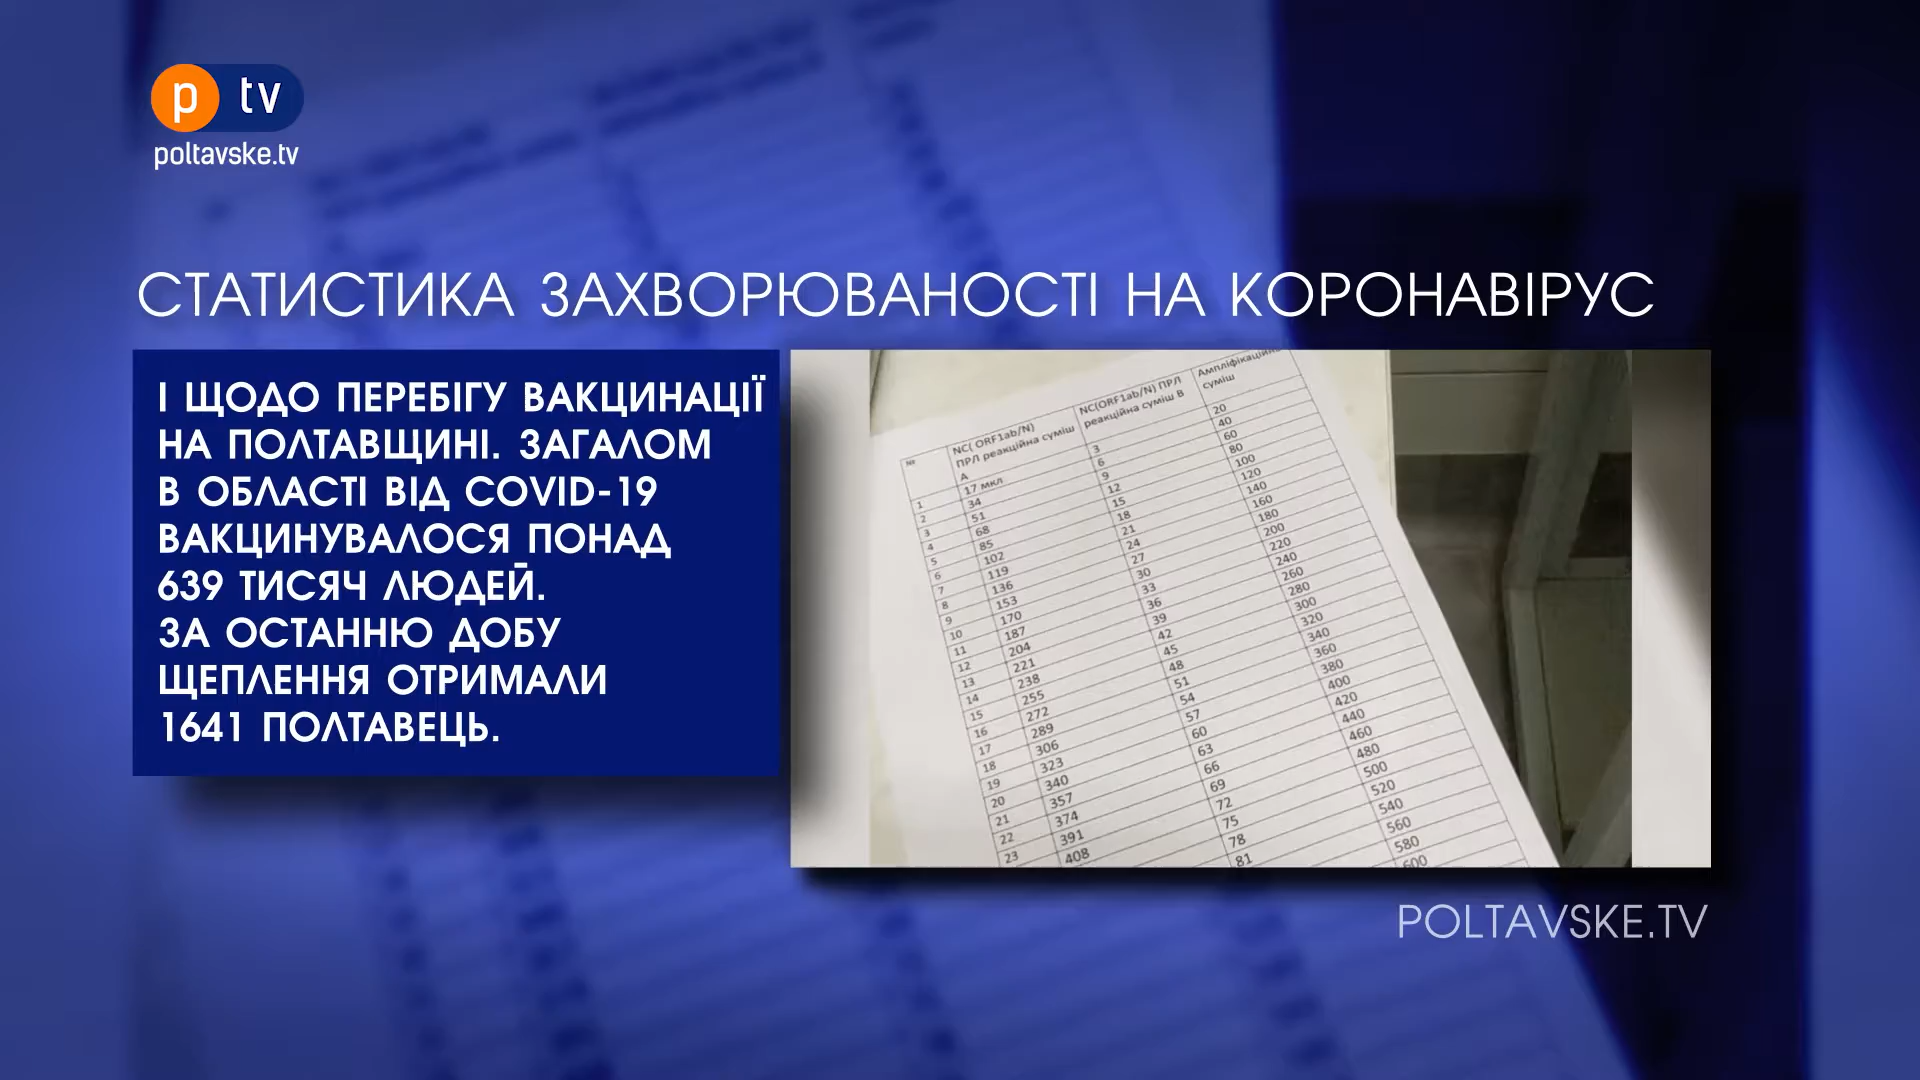 p tv
poltavske.tv
СТАТИСТИКА ЗАХВОРЮВАНОСТІ НА КОРОНАВІРУС
І ЩОДО ПЕРЕБІГУ ВАКЦИНАЦІЇ
НА ПОЛТАВЩИНІ. ЗАГАЛОМ
В ОБЛАСТІ ВІД COVID-19
ВАКЦИНУВАЛОСЯ ПОНАД
639 ТИСЯЧ ЛЮДЕЙ.
ЗА ОСТАННЮ ДОБУ
ЩЕПЛЕННЯ ОТРИМАЛИ
1641 ПОЛТАВЕЦЬ.
№ NC( ORF1ab/N) ПРЛ реакційна суміш А NC(ORF1ab/N) ПРЛ реакційна суміш В Ампліфікаційна суміш
1 17 мкл 3 20
2 34 6 40
3 51 9 60
4 68 12 80
5 85 15 100
6 102 18 120
7 119 21 140
8 136 24 160
9 153 27 180
10 170 30 200
11 187 33 220
12 204 36 240
13 221 39 260
14 238 42 280
15 255 45 300
16 272 48 320
17 289 51 340
18 306 54 360
19 323 57 380
20 340 60 400
21 357 63 420
22 374 66 440
23 391 69 460
408 72 480
75 500
78 520
81 540
560
580
600
POLTAVSKE.TV